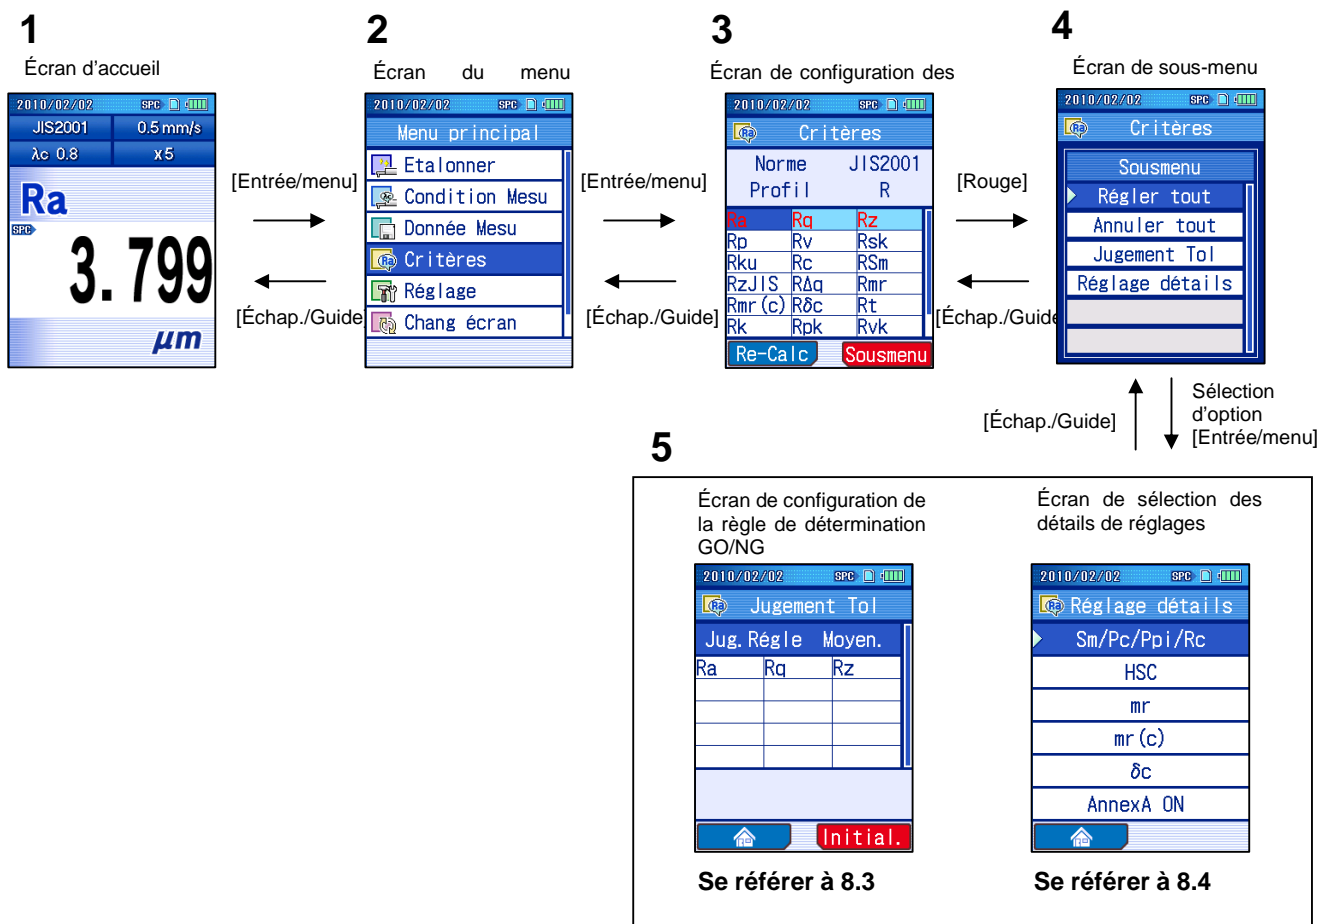 1
Écran d’accueil
2010/02/02 SPC
JIS2001 0.5 mm/s
λc 0.8 x5
Ra
SPC
3.799
µm
[Entrée/menu]
[Échap./Guide
2
Écran du menu
2010/02/02 SPC
Menu principal
Etalonner
Condition Mesu
Donnée Mesu
Critères
Réglage
Chang écran
[Entrée/menu]
[Échap./Guide]
3
Écran de configuration des
2010/02/02 SPC
Critères
Norme JIS2001
Profil R
Ra Rq Rz
Rp Rv Rsk
Rku Rc RSm
RzJIS RΔq Rmr
Rmr(c) Rδc Rt
Rk Rpk Rvk
Re-Calc Sousmenu
[Rouge]
[Échap./Guide
4
Écran de sous-menu
2010/02/02 SPC
Critères
Sousmenu
Régler tout
Annuler tout
Jugement Tol
Réglage détails
[Échap./Guide]
Sélection
d’option
[Entrée/menu]
5
Écran de configuration de
la règle de détermination
GO/NG
2010/02/02 SPC
Jugement Tol
Jug.Régle Moyen.
Ra Rq Rz
Initial.
Se référer à 8.3
Écran de sélection des
détails de réglages
2010/02/02 SPC
Réglage détails
Sm/Pc/Ppi/Rc
HSC
mr
mr(c)
δc
AnnexA ON
Se référer à 8.4